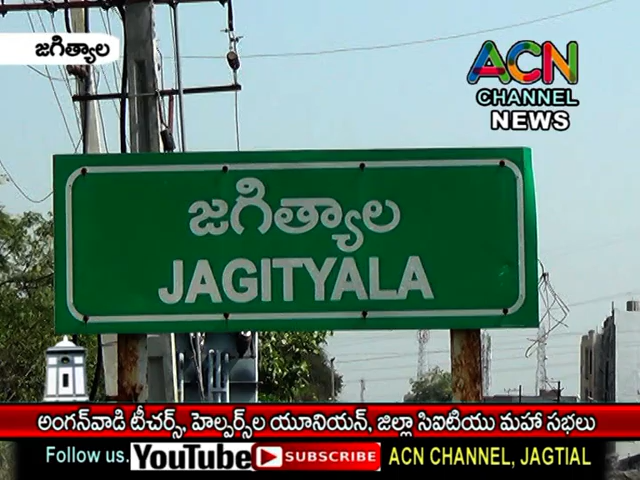 జగిత్యాల
ACN
CHANNEL
NEWS
జగిత్యాల
JAGITYALA
అంగన్‌వాడి టీచర్స్, హెల్పర్స్‌ల యూనియన్, జిల్లా సిఐటియు మహా సభలు
Follow us. YouTube SUBSCRIBE ACN CHANNEL, JAGTIAL